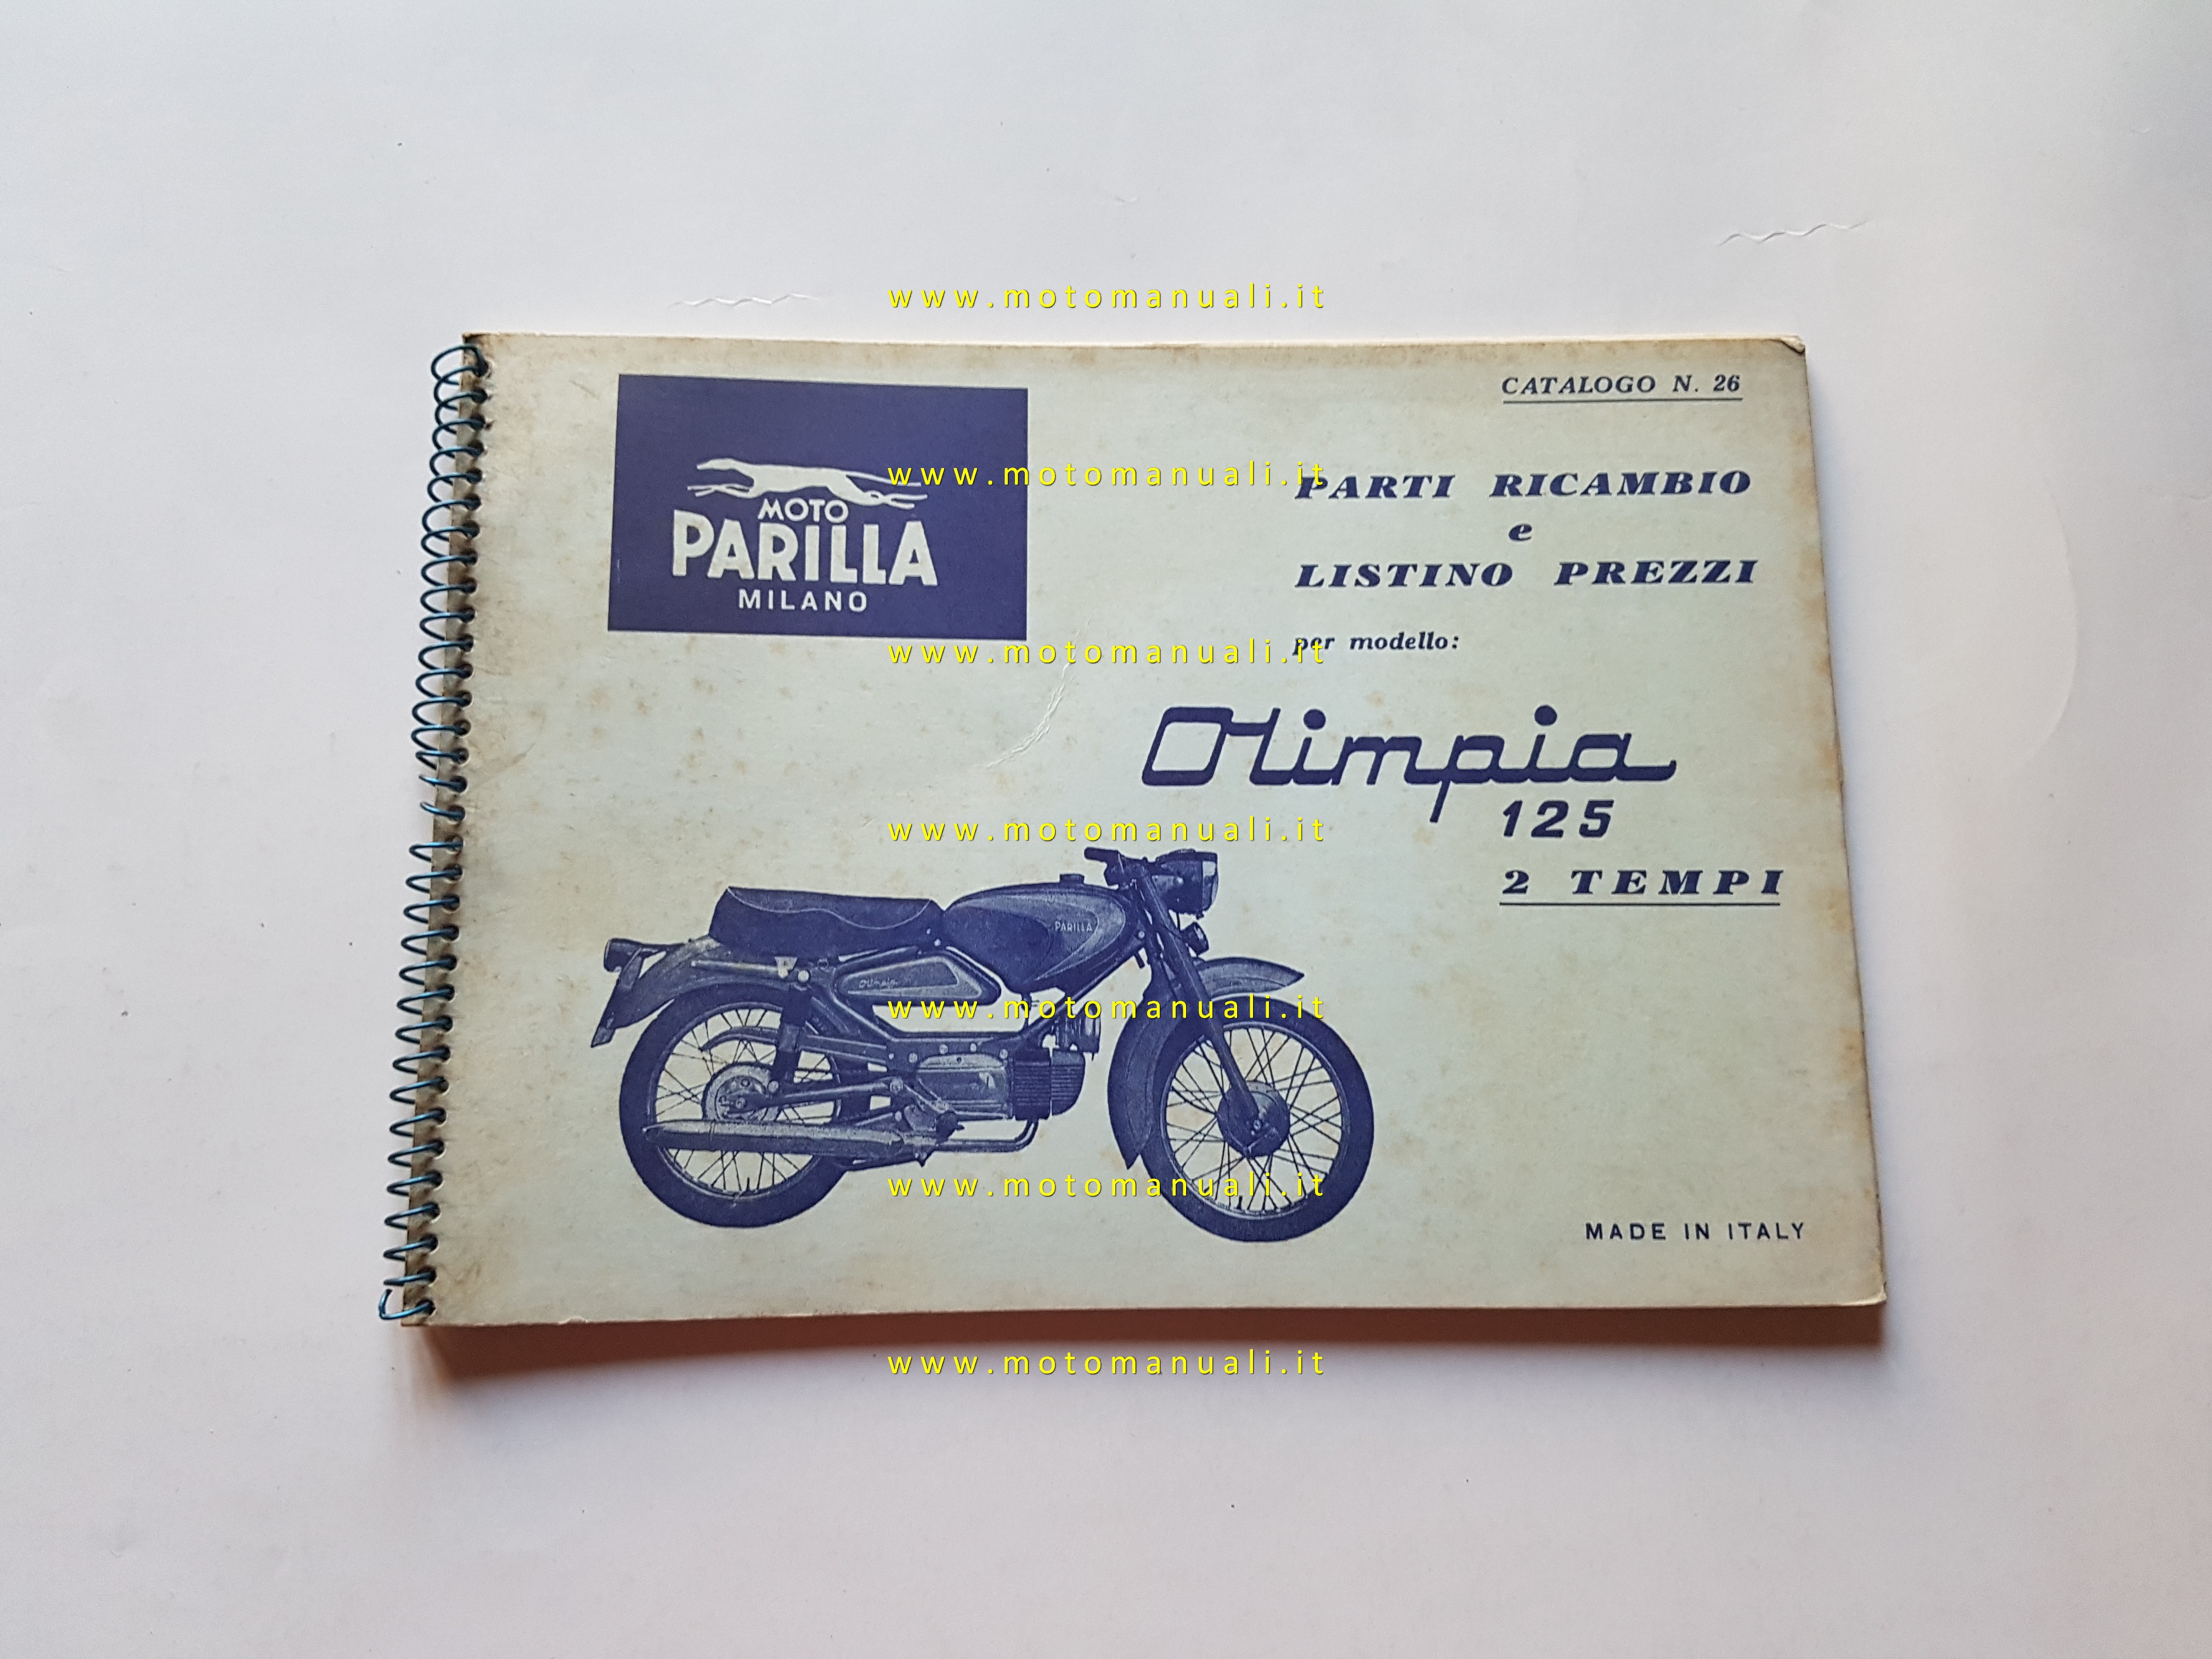 www.motomanuali.it
CATALOGO N. 26
www.motomanuali.it
PARTI RICAMBIO
e
LISTINO PREZZI
MOTO
PARILLA
MILANO
www.motomanuali.it
per modello:
Olimpia
125
www.motomanuali.it
2 TEMPI
PARILLA
Olimpia
www.motomanuali.it
www.motomanuali.it
MADE IN ITALY
www.motomanuali.it